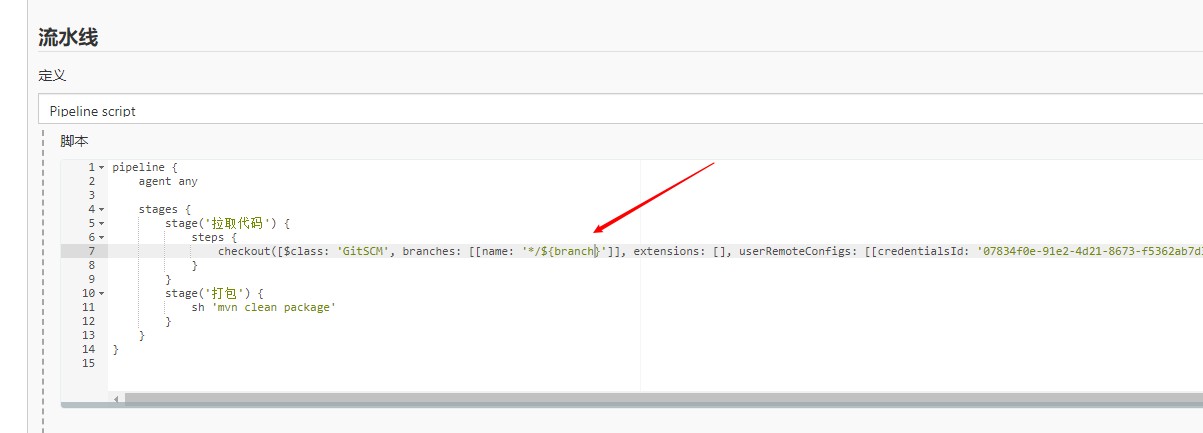 流水线
定义
Pipeline script
脚本
1 pipeline {
2 agent any
3
4 stages {
5 stage('拉取代码') {
6 steps {
7 checkout([$class: 'GitSCM', branches: [[name: '*/${branch}']], extensions: [], userRemoteConfigs: [[credentialsId: '07834f0e-91e2-4d21-8673-f5362ab7d
8 }
9 }
10 stage('打包') {
11 sh 'mvn clean package'
12 }
13 }
14 }
15